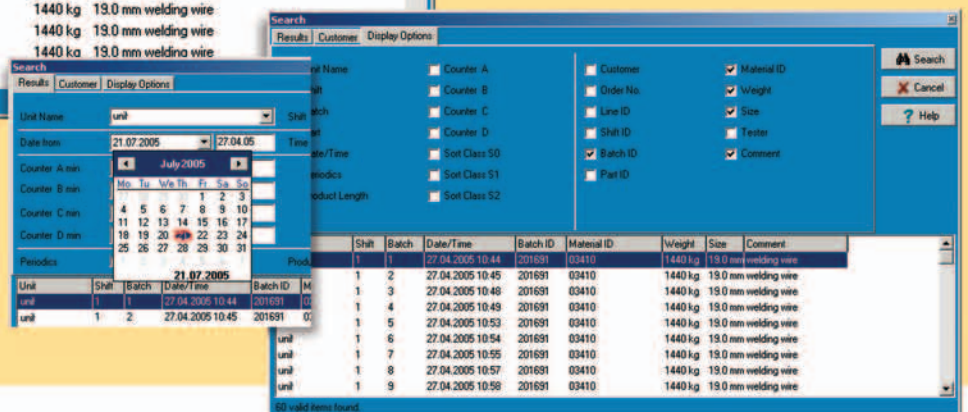 1440 kg 19.0 mm welding wire
1440 kg 19.0 mm welding wire
1440 kg 19.0 mm welding wire
Search
Results Customer Display Options
Unit Name unit Shift
Date from 21.07.2005 27.04.05 Time
Counter A min
Counter B min
Counter C min
Counter D min
Periodics Produ
July 2005
Mo Tu We Th Fr Sa So
1 2 3
4 5 6 7 8 9 10
11 12 13 14 15 16 17
18 19 20 22 23 24
25 26 27 28 29 30 31
21.07.2005
Unit Shift Batch Date/Time Batch ID M
unit 1 1 27.04.2005 10:44 201691
unit 1 2 27.04.2005 10:45 201691
Search
Results Customer Display Options
nit Name Counter A Customer Material ID
hift Counter B Order No. Weight
atch Counter C Line ID Size
Counter D Shift ID Tester
ate/Time Sort Class S0 Batch ID Comment
riodics Sort Class S1 Part ID
oduct Length Sort Class S2
Search
Cancel
Help
Shift Batch Date/Time Batch ID Material ID Weight Size Comment
1 1 27.04.2005 10:44 201691 03410 1440 kg 19.0 mm welding wire
1 2 27.04.2005 10:45 201691 03410 1440 kg 19.0 mm welding wire
1 3 27.04.2005 10:48 201691 03410 1440 kg 19.0 mm welding wire
1 4 27.04.2005 10:49 201691 03410 1440 kg 19.0 mm welding wire
1 5 27.04.2005 10:53 201691 03410 1440 kg 19.0 mm welding wire
unit 1 6 27.04.2005 10:54 201691 03410 1440 kg 19.0 mm welding wire
unit 1 7 27.04.2005 10:55 201691 03410 1440 kg 19.0 mm welding wire
unit 1 8 27.04.2005 10:57 201691 03410 1440 kg 19.0 mm welding wire
unit 1 9 27.04.2005 10:58 201691 03410 1440 kg 19.0 mm welding wire
60 valid items found